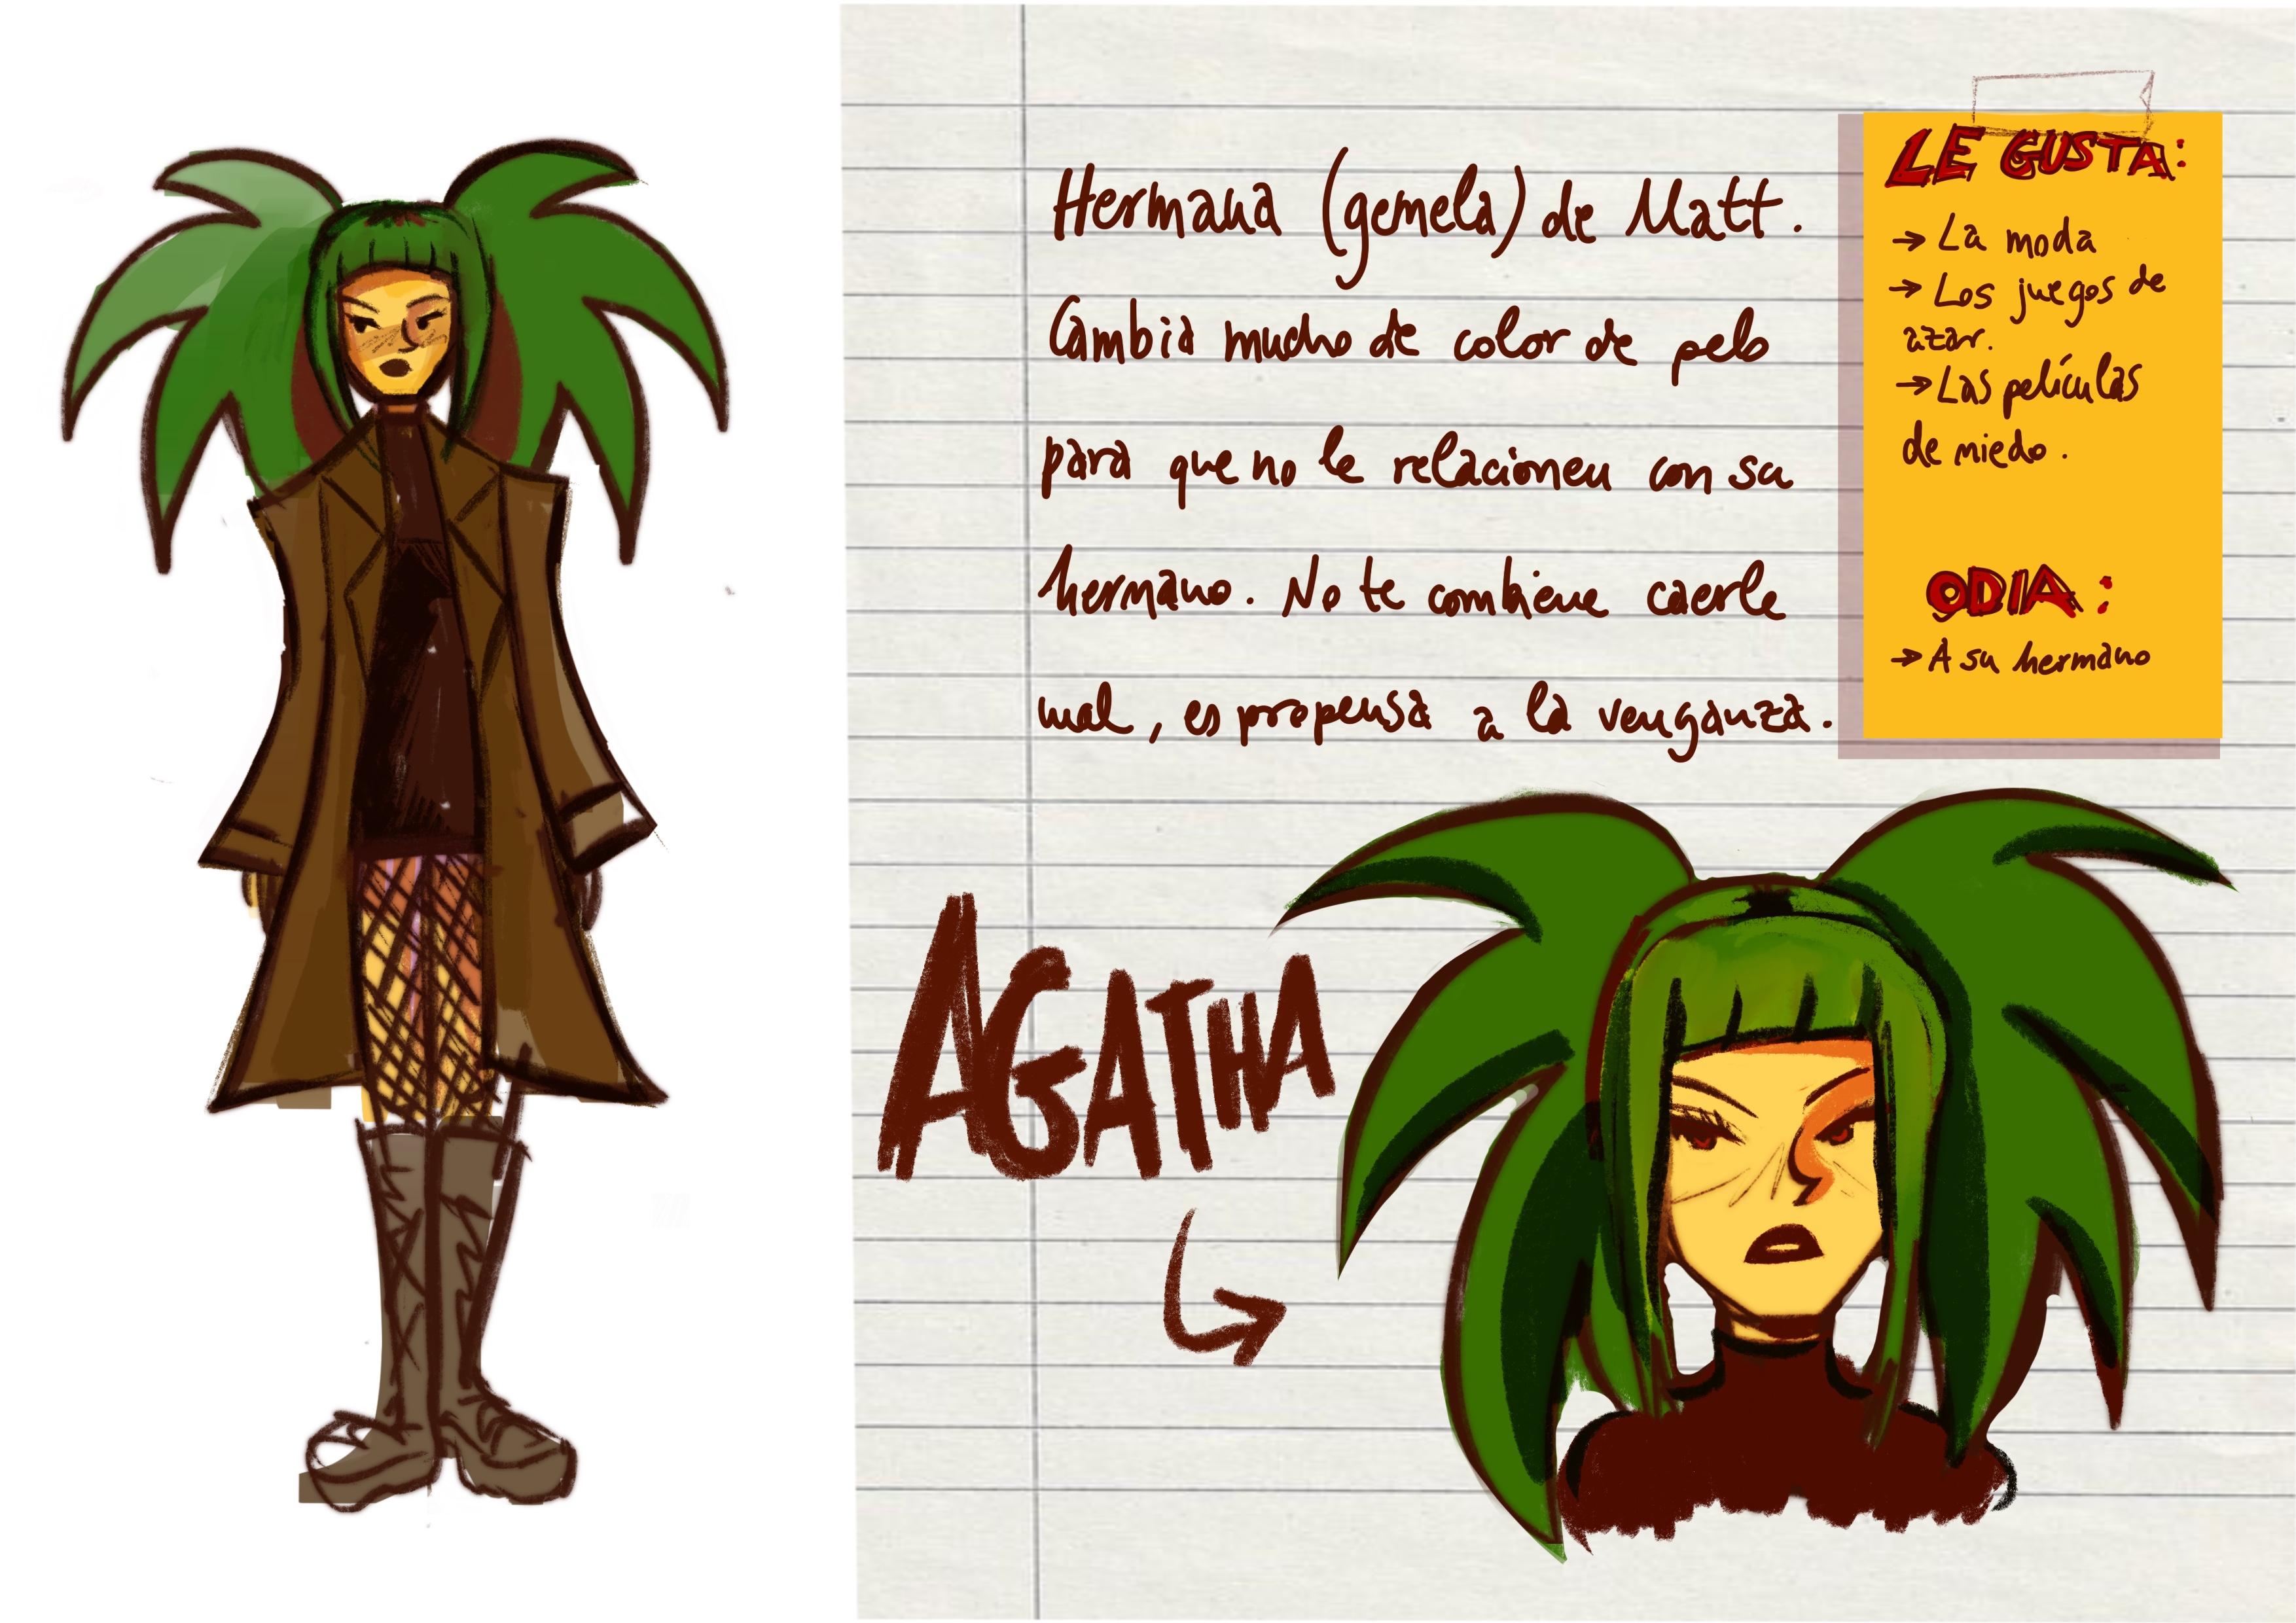 Hermana (gemela) de Matt.
Cambia mucho de color de pelo
para que no le relacionen con su
hermano. No te combiene caerle
mal, es propensa a la venganza.
LE GUSTA:
→ La moda
→ Los juegos de
azar.
→ Las películas
de miedo.
ODIA:
→ A su hermano
AGATHA